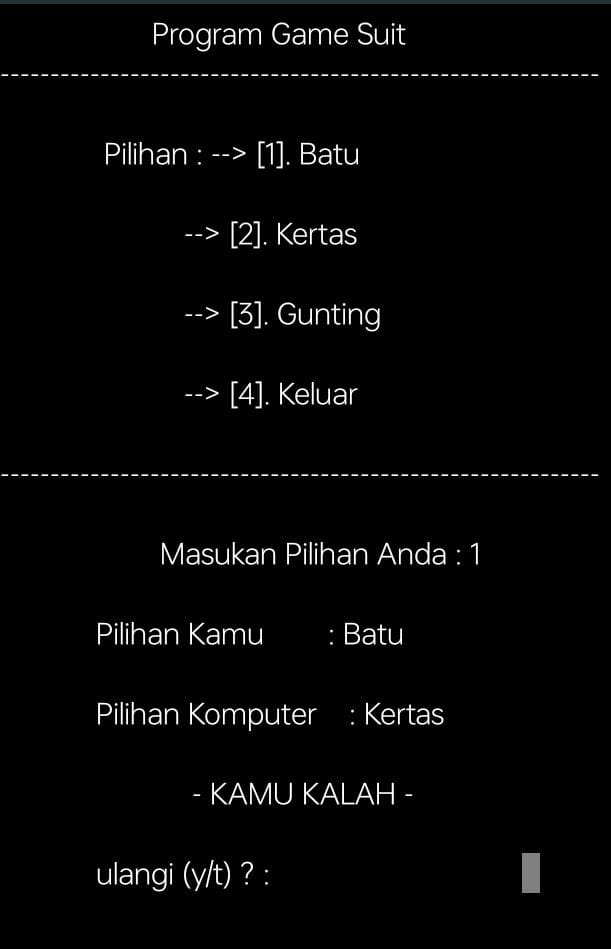 Program Game Suit
------------------------------------------------------------
Pilihan : --> [1]. Batu
--> [2]. Kertas
--> [3]. Gunting
--> [4]. Keluar
------------------------------------------------------------
Masukan Pilihan Anda : 1
Pilihan Kamu : Batu
Pilihan Komputer : Kertas
- KAMU KALAH -
ulangi (y/t) ? :